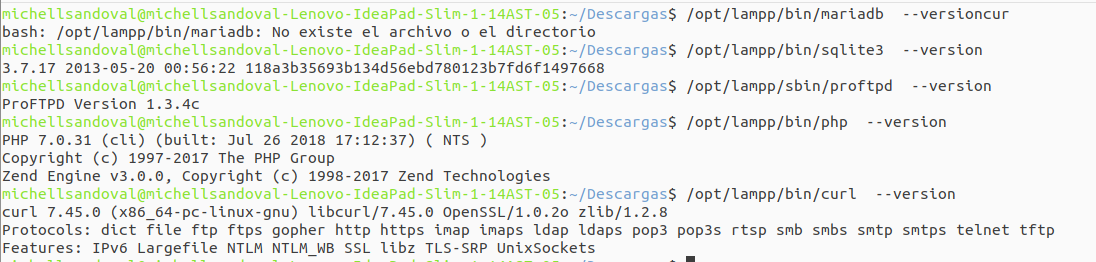 michellsandoval@michellsandoval-Lenovo-IdeaPad-Slim-1-14AST-05:~/Descargas$ /opt/lampp/bin/mariadb  --versioncur
bash: /opt/lampp/bin/mariadb: No existe el archivo o el directorio
michellsandoval@michellsandoval-Lenovo-IdeaPad-Slim-1-14AST-05:~/Descargas$ /opt/lampp/bin/sqlite3  --version
3.7.17 2013-05-20 00:56:22 118a3b35693b134d56ebd780123b7fd6f1497668
michellsandoval@michellsandoval-Lenovo-IdeaPad-Slim-1-14AST-05:~/Descargas$ /opt/lampp/sbin/proftpd  --version
ProFTPD Version 1.3.4c
michellsandoval@michellsandoval-Lenovo-IdeaPad-Slim-1-14AST-05:~/Descargas$ /opt/lampp/bin/php  --version
PHP 7.0.31 (cli) (built: Jul 26 2018 17:12:37) ( NTS )
Copyright (c) 1997-2017 The PHP Group
Zend Engine v3.0.0, Copyright (c) 1998-2017 Zend Technologies
michellsandoval@michellsandoval-Lenovo-IdeaPad-Slim-1-14AST-05:~/Descargas$ /opt/lampp/bin/curl  --version
curl 7.45.0 (x86_64-pc-linux-gnu) libcurl/7.45.0 OpenSSL/1.0.2o zlib/1.2.8
Protocols: dict file ftp ftps gopher http https imap imaps ldap ldaps pop3 pop3s rtsp smb smbs smtp smtps telnet tftp
Features: IPv6 Largefile NTLM NTLM_WB SSL libz TLS-SRP UnixSockets